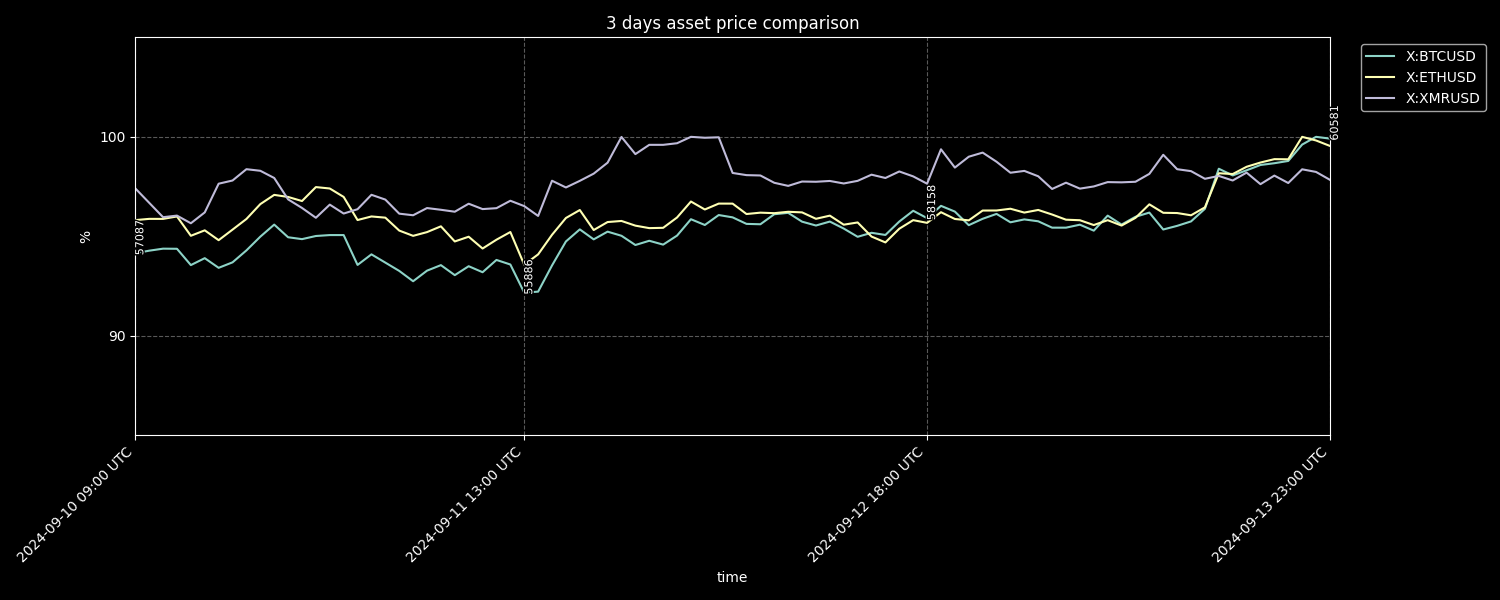 3 days asset price comparison
X:BTCUSD
X:ETHUSD
X:XMRUSD
100
90
%
57087
55886
58158
60581
2024-09-10 09:00 UTC
2024-09-11 13:00 UTC
2024-09-12 18:00 UTC
2024-09-13 23:00 UTC
time